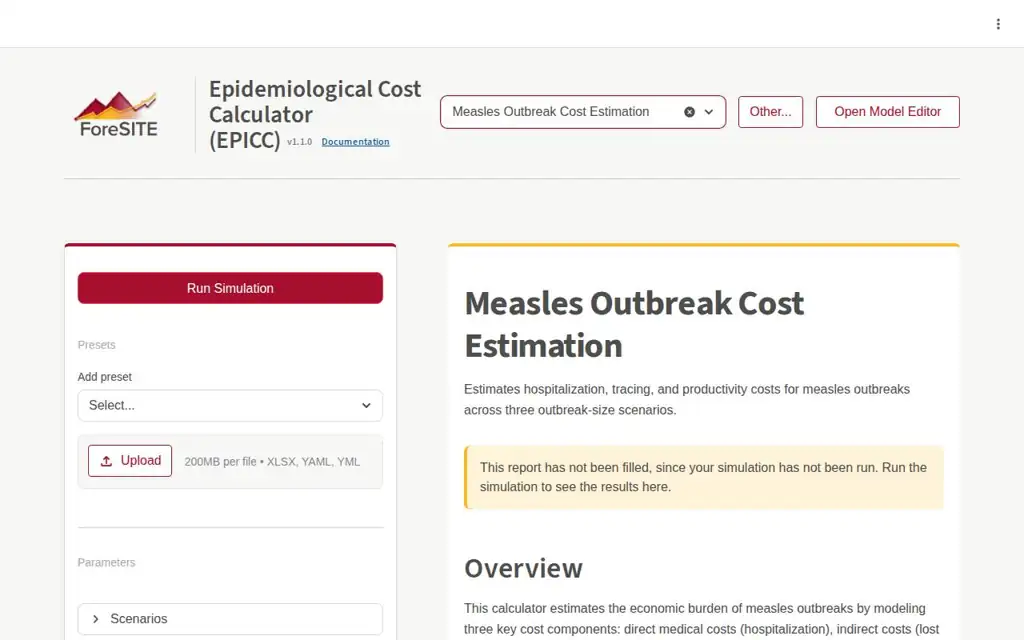 ForeSITE
Epidemiological Cost
Calculator
(EPICC) v1.1.0 Documentation
Measles Outbreak Cost Estimation
Other...
Open Model Editor
Run Simulation
Presets
Add preset
Select...
Upload
200MB per file • XLSX, YAML, YML
Parameters
Scenarios
Measles Outbreak Cost
Estimation
Estimates hospitalization, tracing, and productivity costs for measles outbreaks
across three outbreak-size scenarios.
This report has not been filled, since your simulation has not been run. Run the
simulation to see the results here.
Overview
This calculator estimates the economic burden of measles outbreaks by modeling
three key cost components: direct medical costs (hospitalization), indirect costs (lost